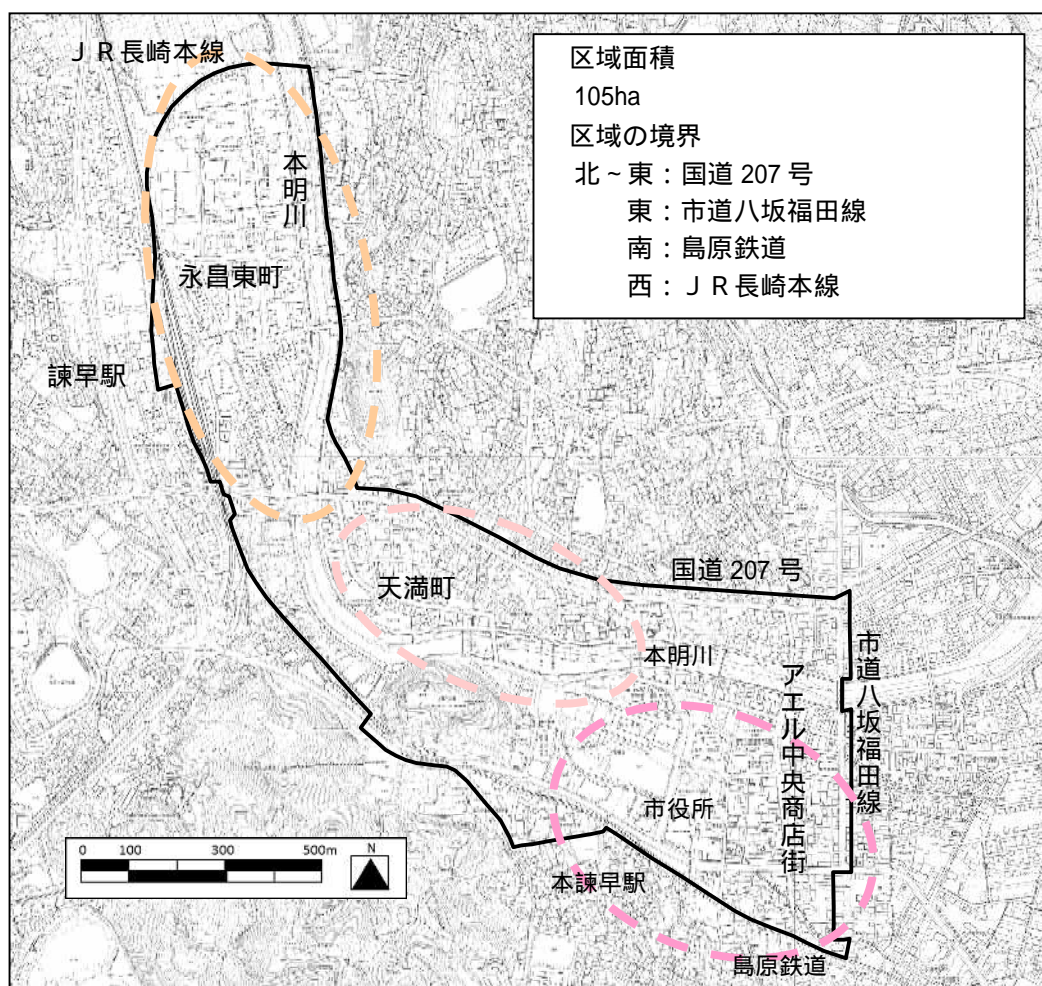 ＪＲ長崎本線
区域面積
105ha
区域の境界
北～東：国道 207 号
東：市道八坂福田線
南：島原鉄道
西：ＪＲ長崎本線
本明川
永昌東町
諫早駅
国道 207 号
天満町
本明川
市道八坂福田線
アエル中央商店街
市役所
本諫早駅
島原鉄道
0 100 300 500m
N